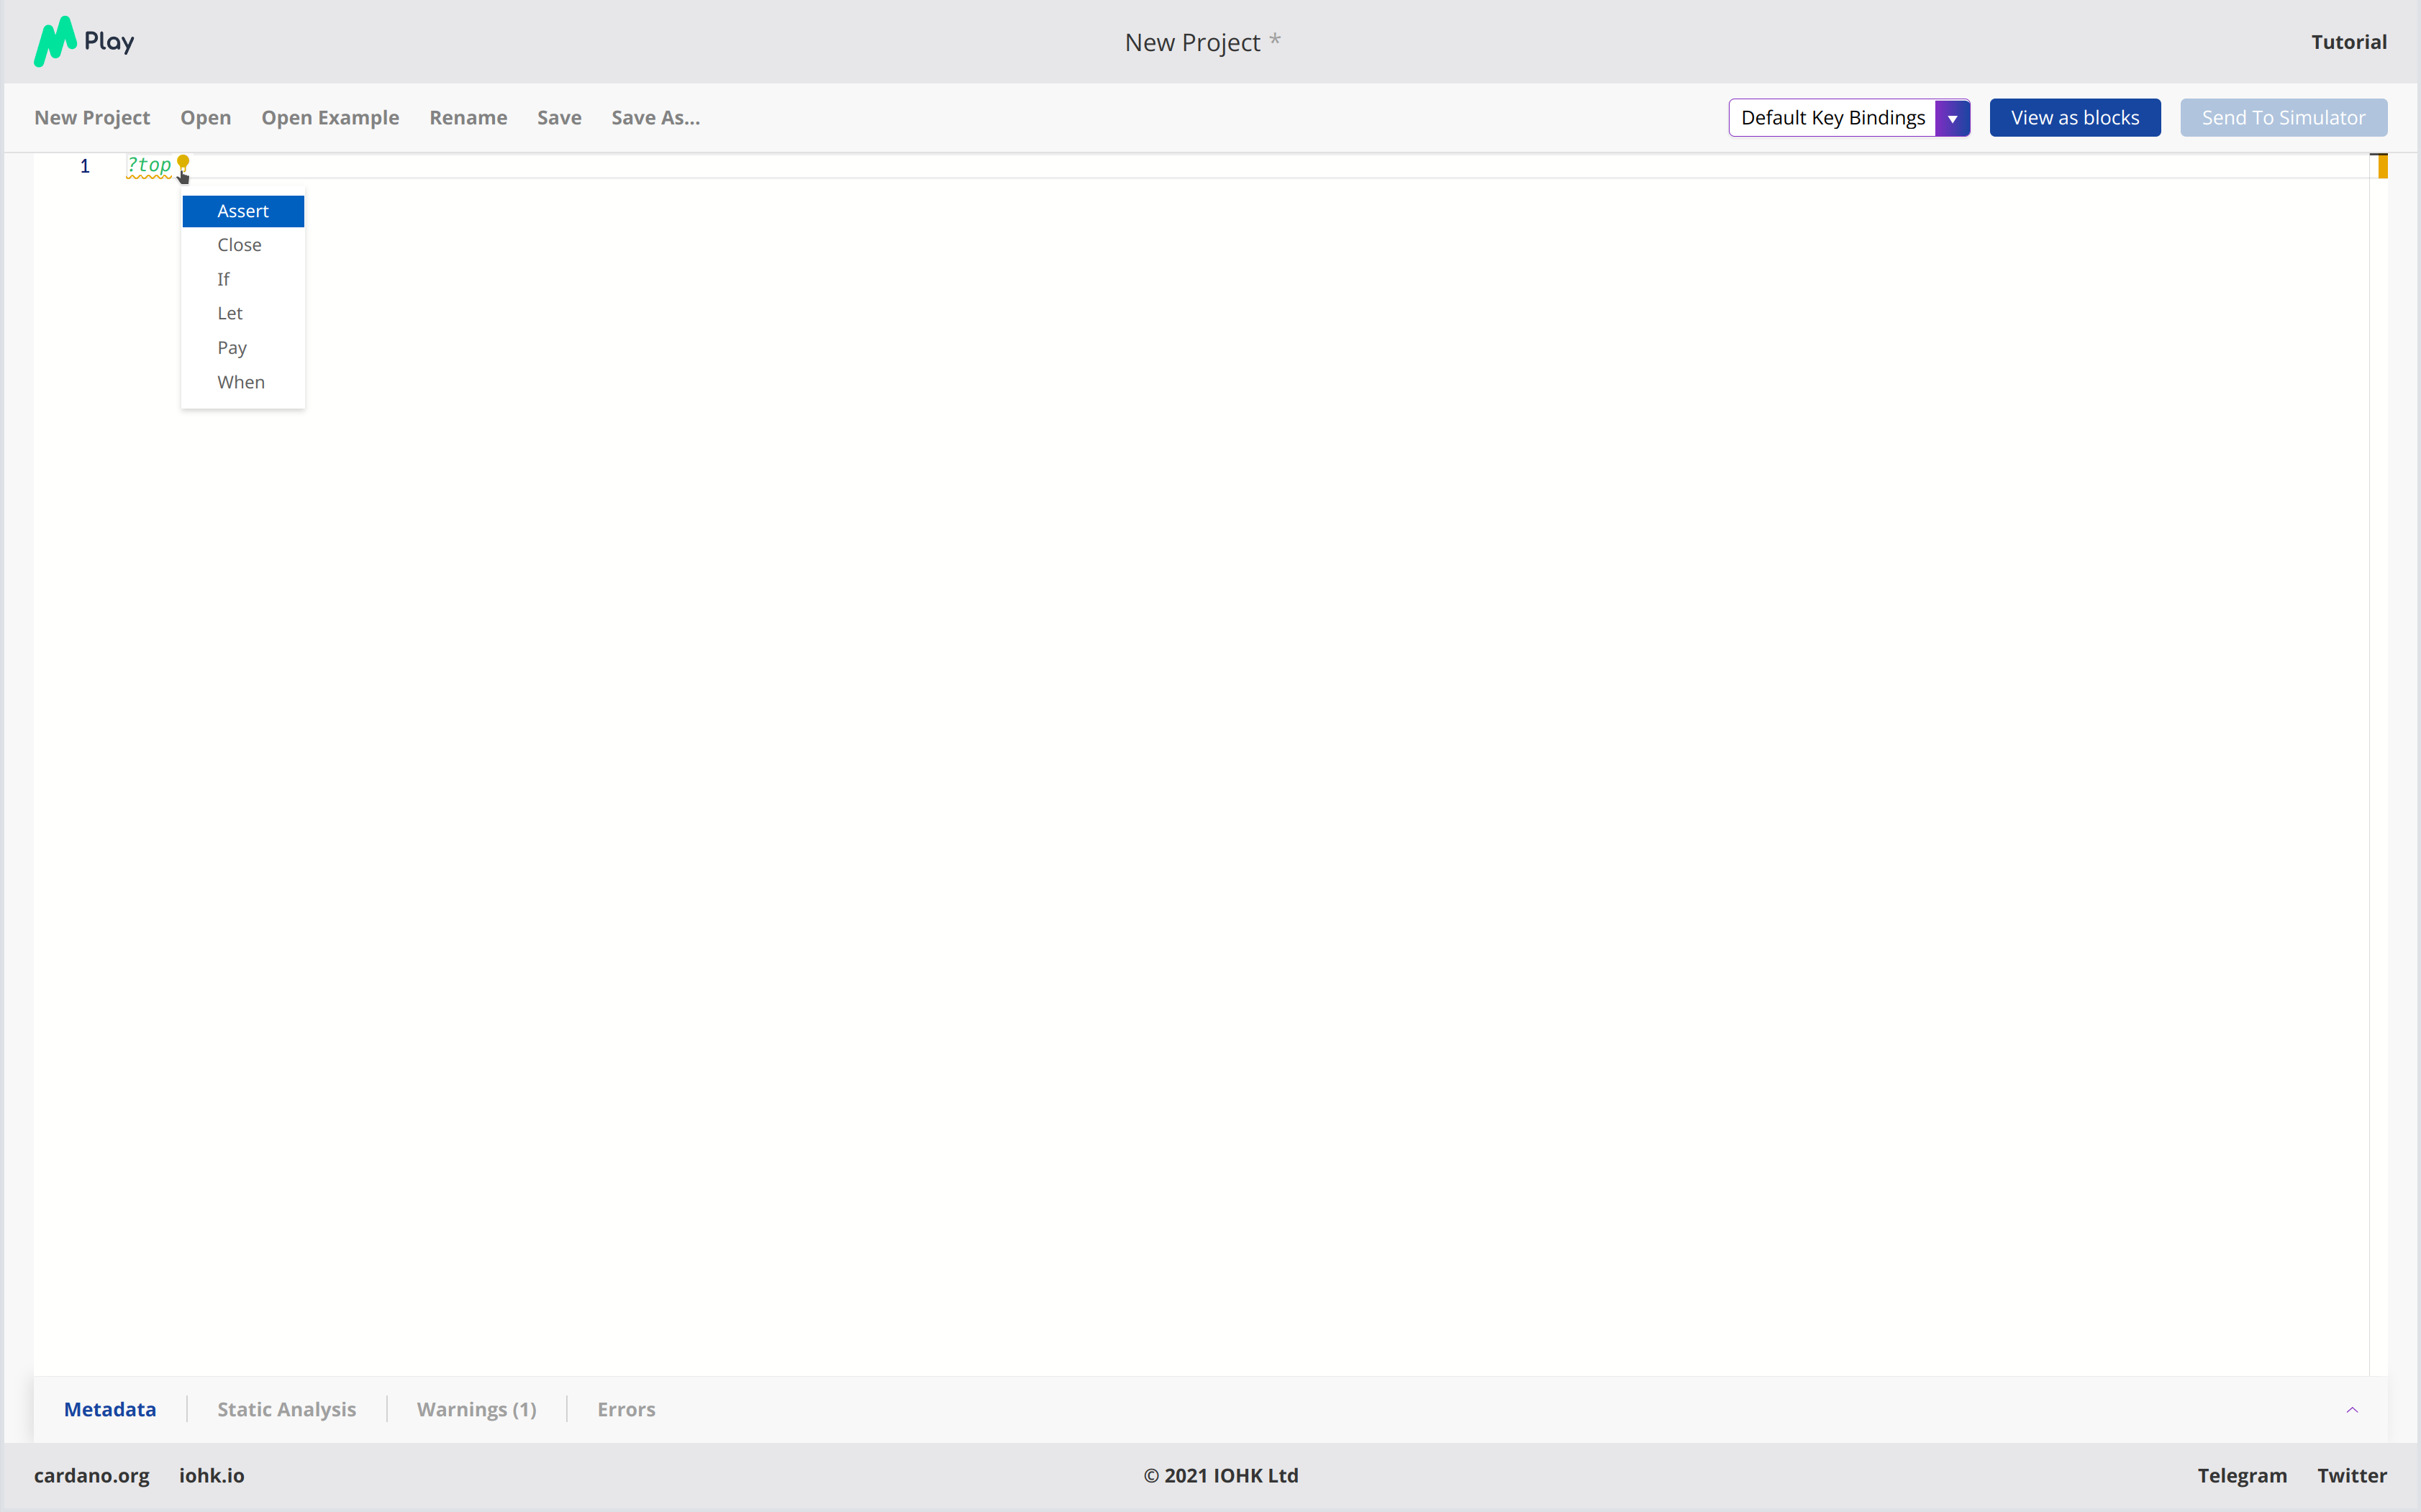 Play
New Project *
Tutorial
New Project Open Open Example Rename Save Save As...
Default Key Bindings View as blocks Send To Simulator
1 ?top
Assert
Close
If
Let
Pay
When
Metadata Static Analysis Warnings (1) Errors
cardano.org iohk.io
© 2021 IOHK Ltd
Telegram Twitter